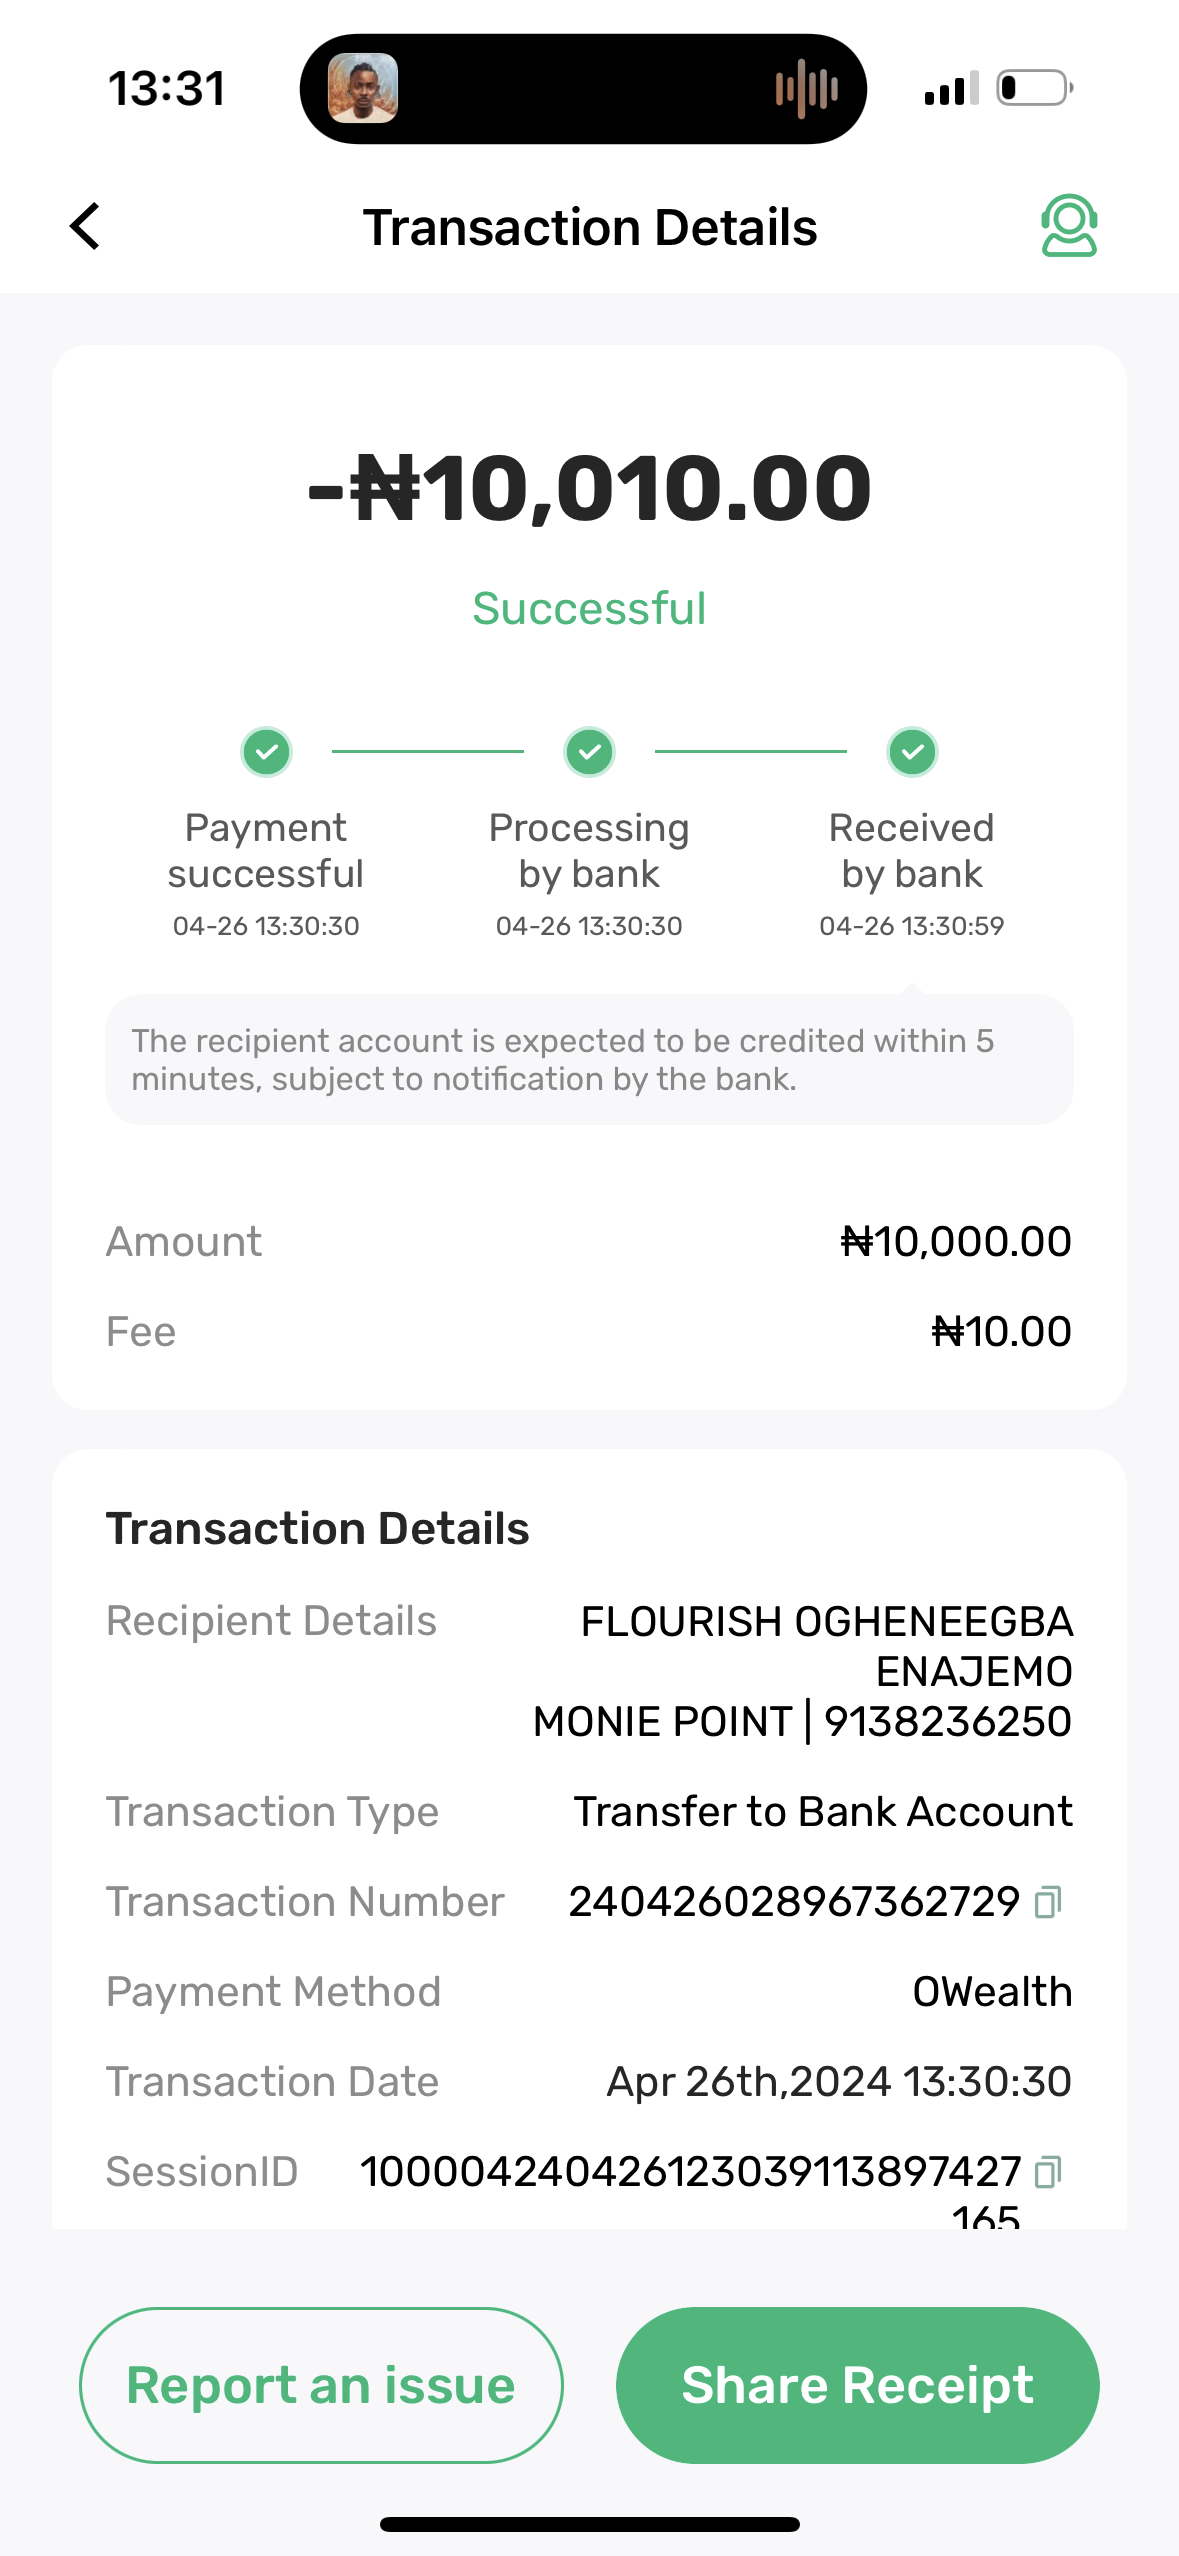 13:31
Transaction Details
-₦10,010.00
Successful
Payment
successful
04-26 13:30:30
Processing
by bank
04-26 13:30:30
Received
by bank
04-26 13:30:59
The recipient account is expected to be credited within 5
minutes, subject to notification by the bank.
Amount ₦10,000.00
Fee ₦10.00
Transaction Details
Recipient Details FLOURISH OGHENEEGBA
ENAJEMO
MONIE POINT | 9138236250
Transaction Type Transfer to Bank Account
Transaction Number 240426028967362729
Payment Method OWealth
Transaction Date Apr 26th,2024 13:30:30
SessionID 100004240426123039113897427
165
Report an issue
Share Receipt